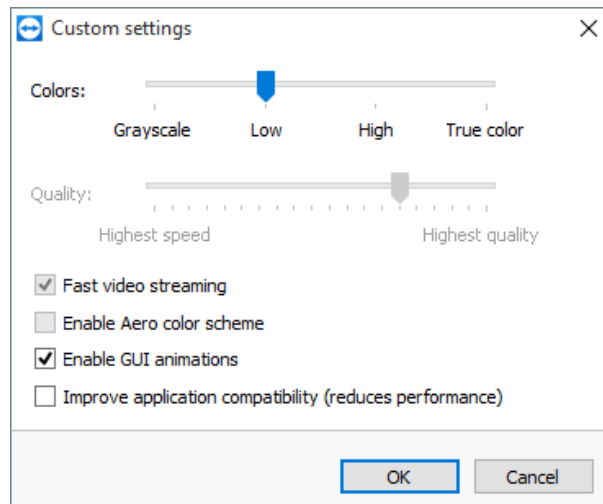 Custom settings
Colors:
Grayscale Low High True color
Quality:
Highest speed Highest quality
Fast video streaming
Enable Aero color scheme
Enable GUI animations
Improve application compatibility (reduces performance)
OK Cancel